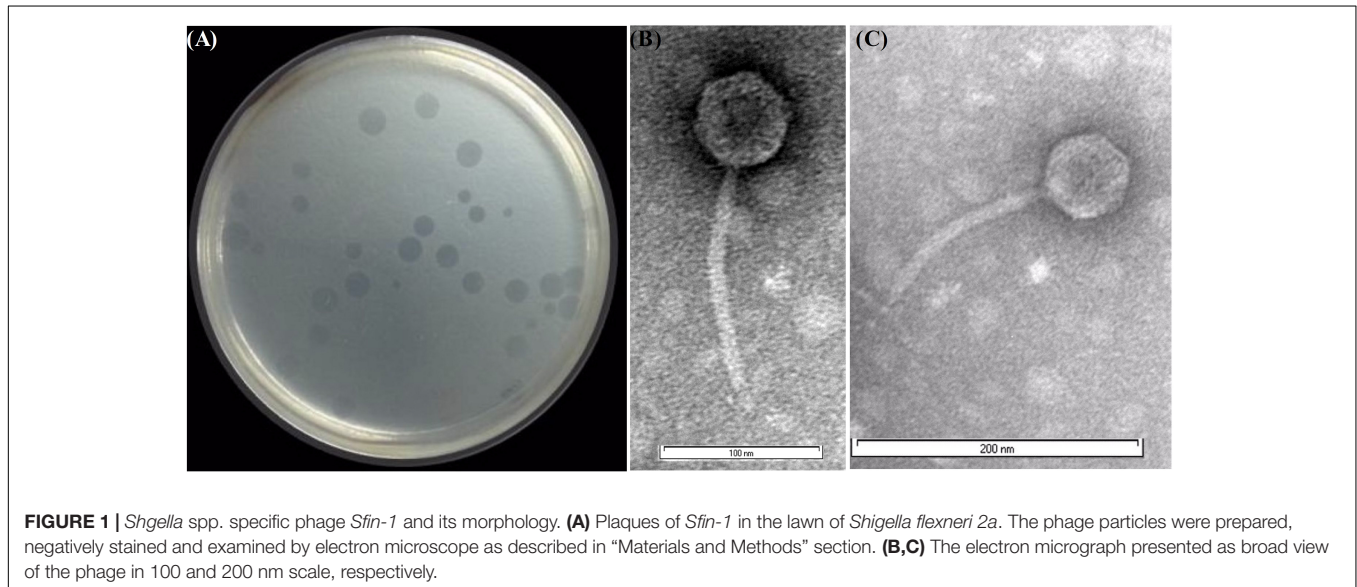 (A)
(B)
(C)
100 nm
200 nm
FIGURE 1 | Shgella spp. specific phage Sfin-1 and its morphology. (A) Plaques of Sfin-1 in the lawn of Shigella flexneri 2a. The phage particles were prepared,
negatively stained and examined by electron microscope as described in “Materials and Methods” section. (B,C) The electron micrograph presented as broad view
of the phage in 100 and 200 nm scale, respectively.